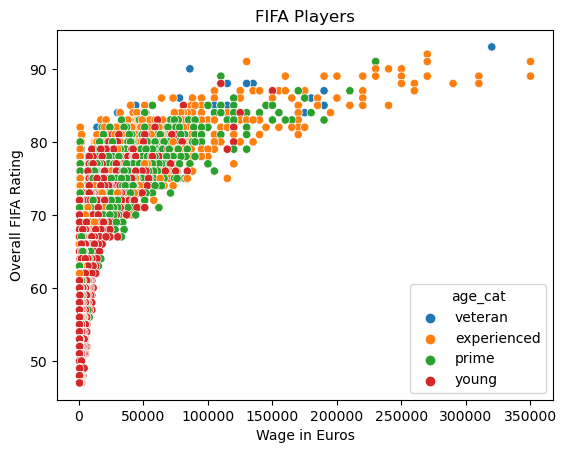 FIFA Players
Overall FIFA Rating
90
80
70
60
50
0 50000 100000 150000 200000 250000 300000 350000
Wage in Euros
age_cat
veteran
experienced
prime
young